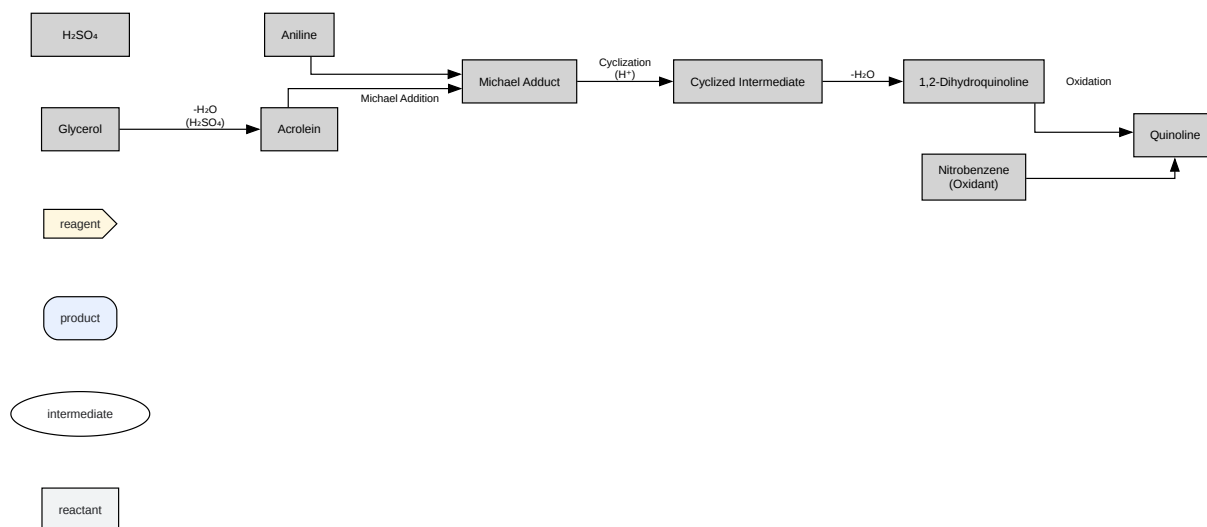 H₂SO₄
Aniline
Glycerol
-H₂O
(H₂SO₄)
Acrolein
Michael Addition
Michael Adduct
Cyclization
(H⁺)
Cyclized Intermediate
-H₂O
1,2-Dihydroquinoline
Oxidation
Nitrobenzene
(Oxidant)
Quinoline
reagent
product
intermediate
reactant